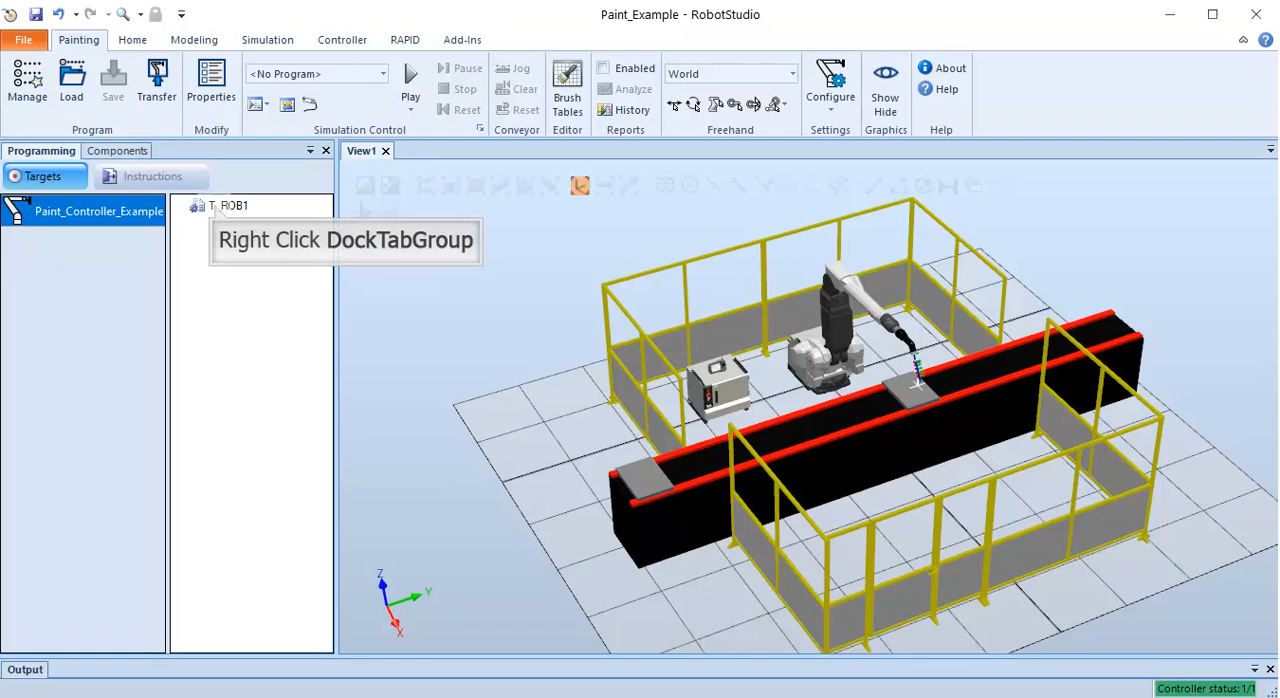 Paint_Example - RobotStudio
File Painting Home Modeling Simulation Controller RAPID Add-Ins
Manage Load Save Transfer
Program
Properties
Modify
<No Program>
Play
Pause
Stop
Reset
Simulation Control
Jog
Clear
Reset
Conveyor
Brush
Tables
Editor
Enabled
Analyze
History
Reports
World
Freehand
Configure
Settings
Show
Hide
Graphics
About
Help
Help
Programming Components
Targets Instructions
Paint_Controller_Example
T_ROB1
Right Click DockTabGroup
View1
Z
Y
X
Output
Controller status: 1/1